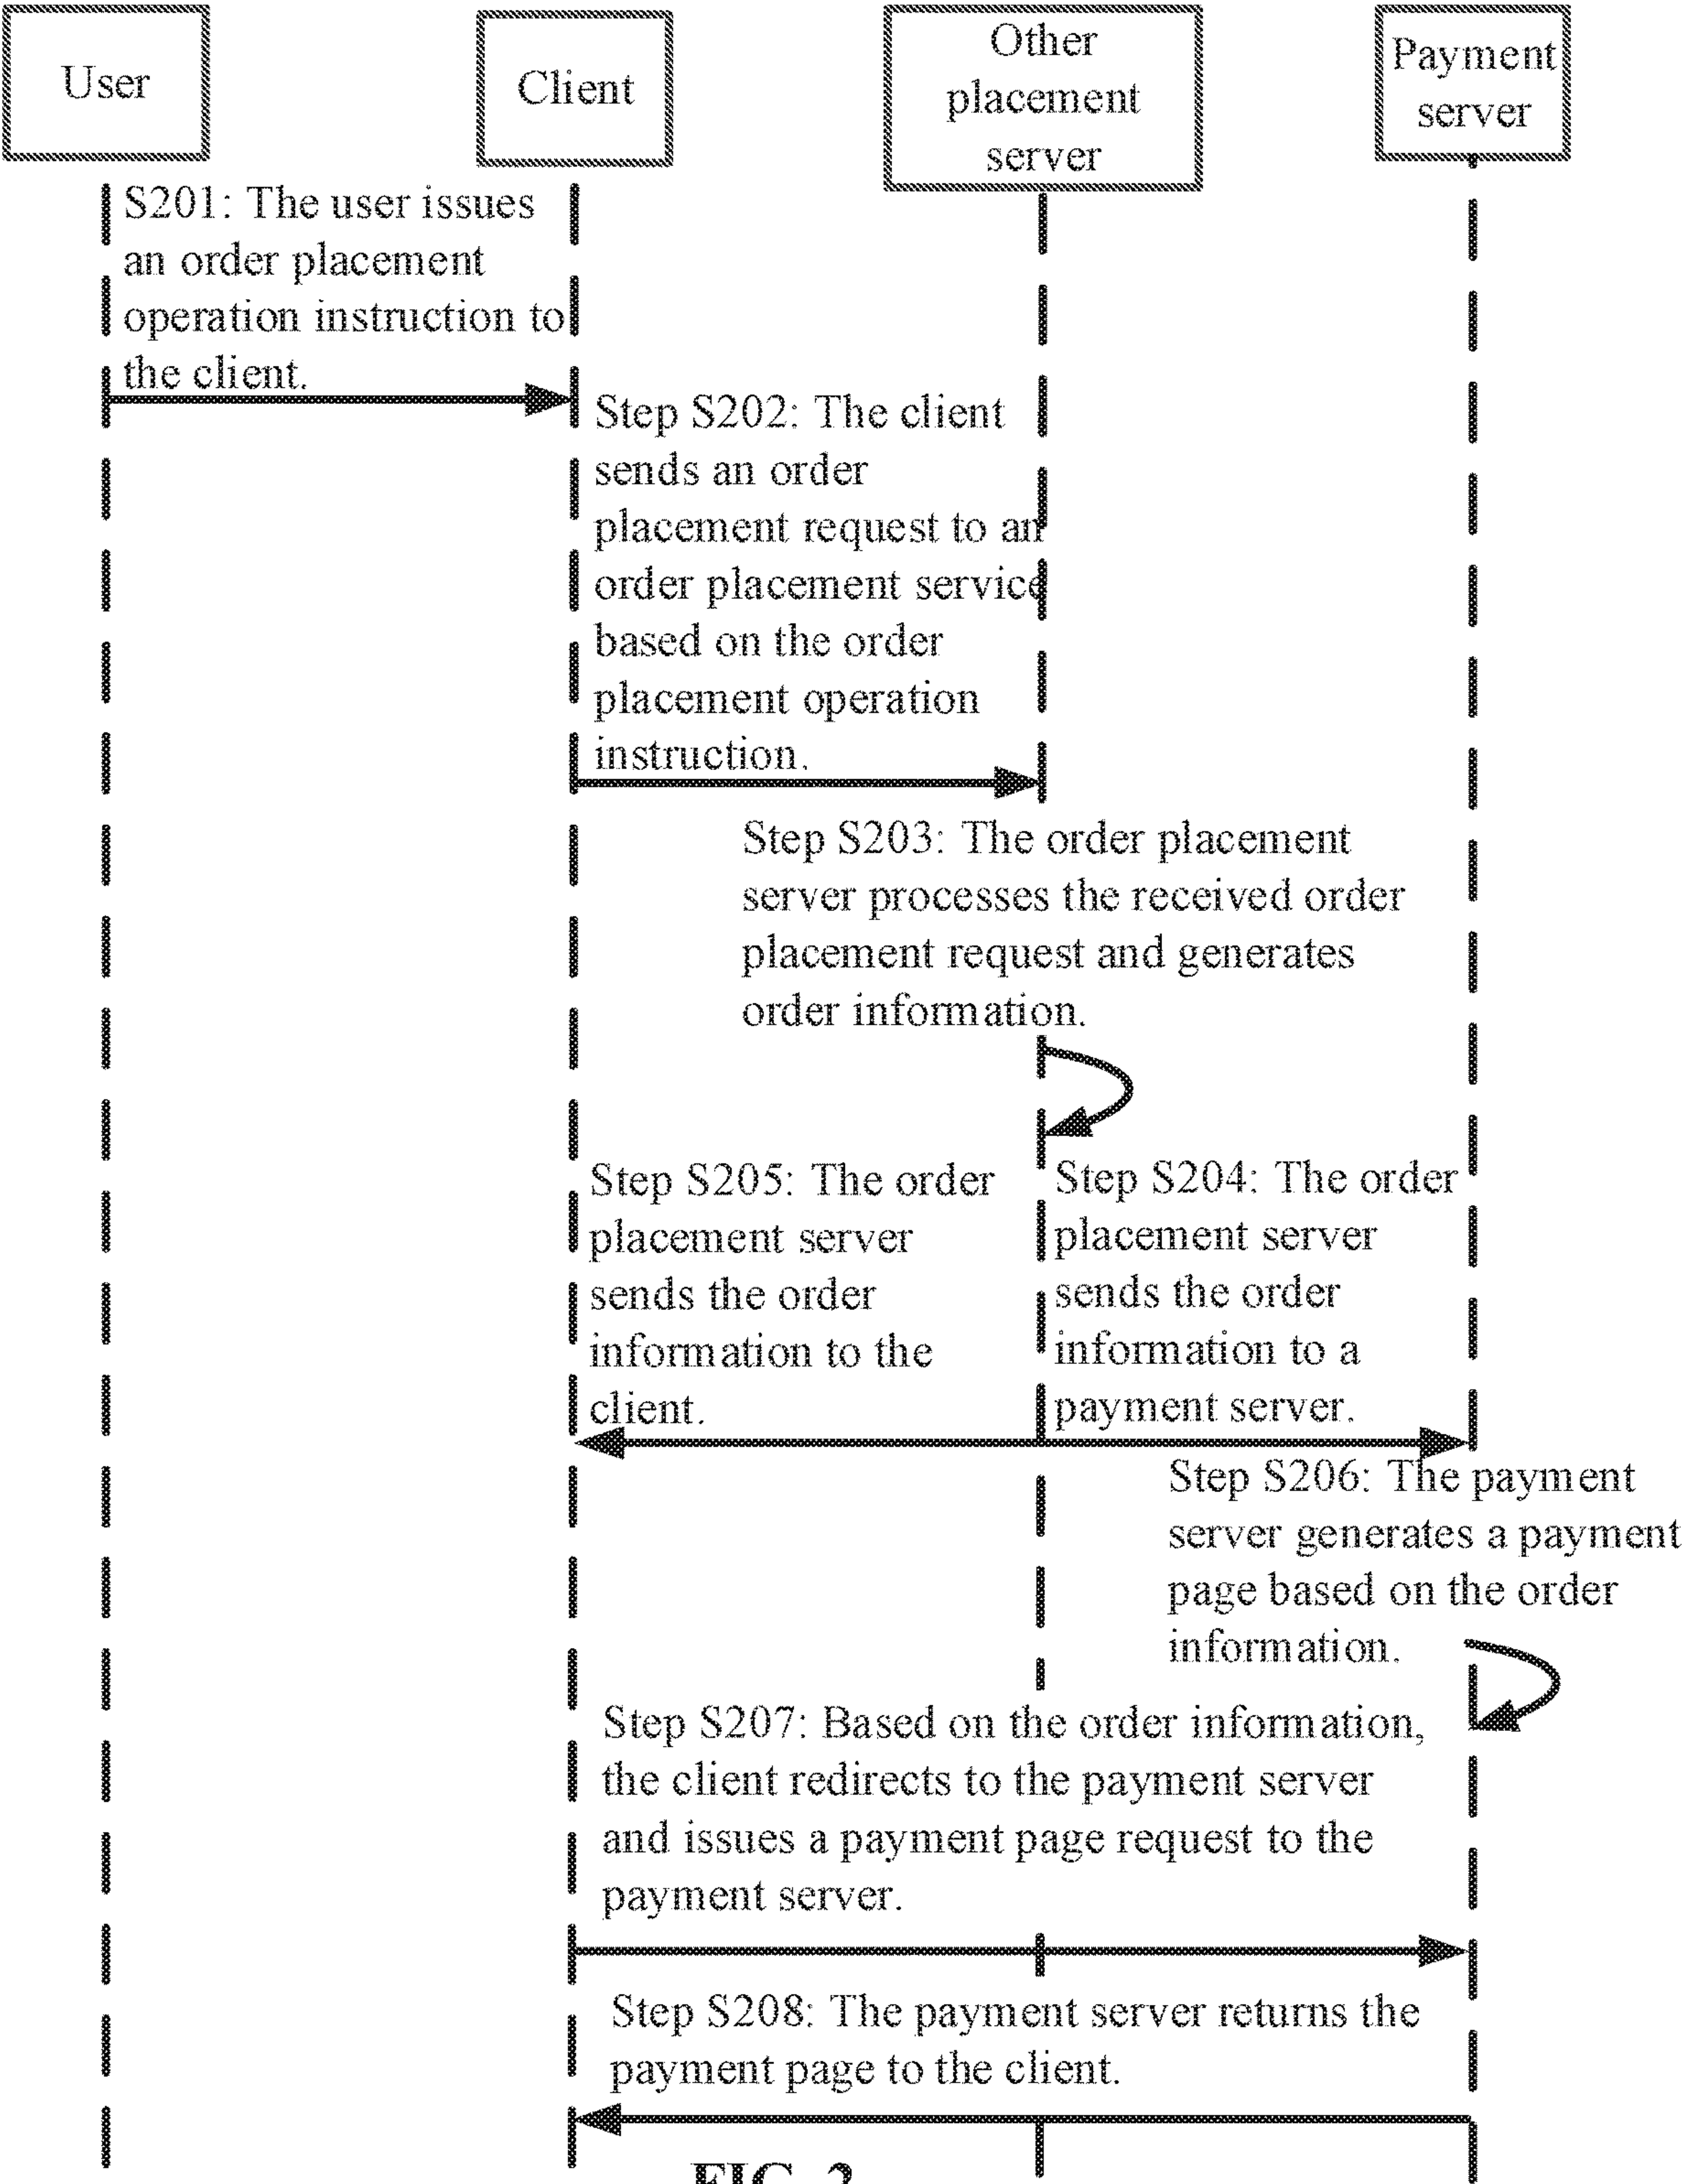 User
Client
Other
placement
server
Payment
server
S201: The user issues
an order placement
operation instruction to
the client.
Step S202: The client
sends an order
placement request to an
order placement service
based on the order
placement operation
instruction.
Step S203: The order placement
server processes the received order
placement request and generates
order information.
Step S205: The order
placement server
sends the order
information to the
client.
Step S204: The order
placement server
sends the order
information to a
payment server.
Step S206: The payment
server generates a payment
page based on the order
information.
Step S207: Based on the order information,
the client redirects to the payment server
and issues a payment page request to the
payment server.
Step S208: The payment server returns the
payment page to the client.
FIG. 2